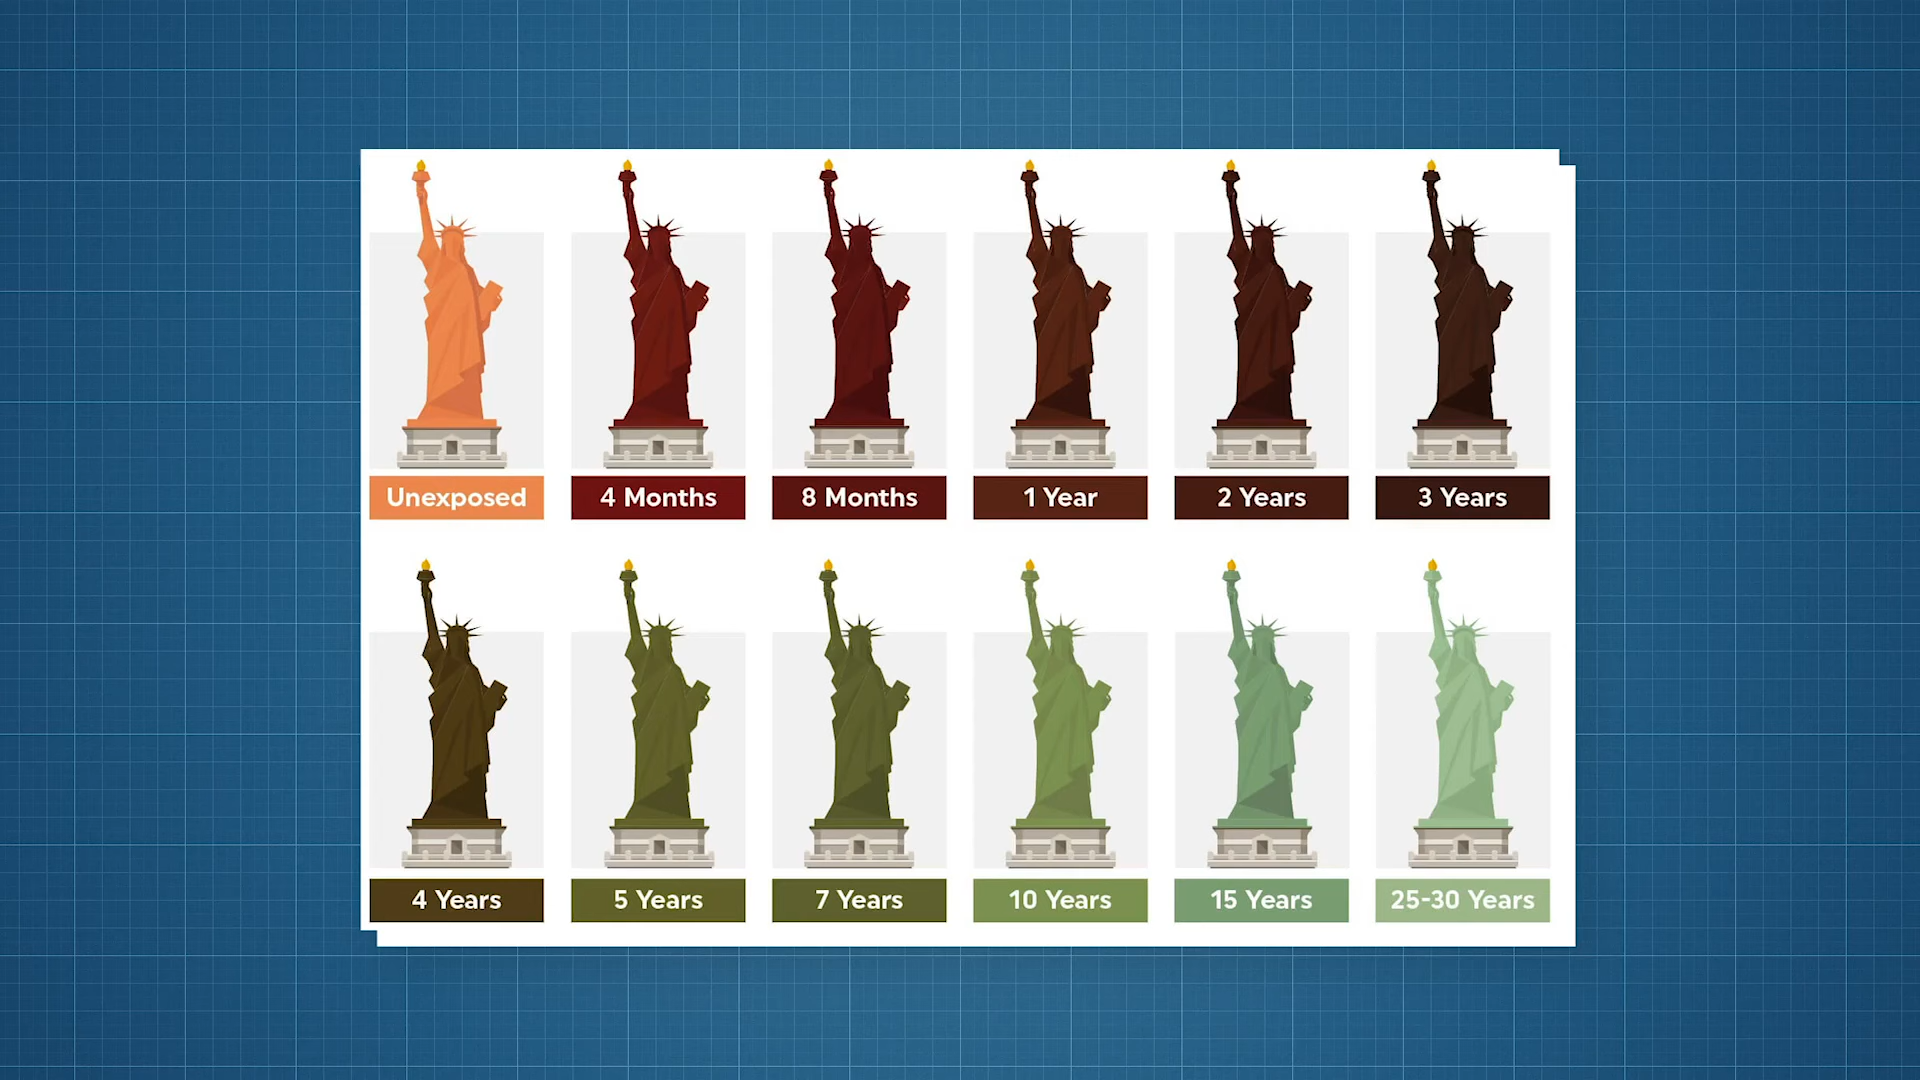 Unexposed
4 Months
8 Months
1 Year
2 Years
3 Years
4 Years
5 Years
7 Years
10 Years
15 Years
25-30 Years